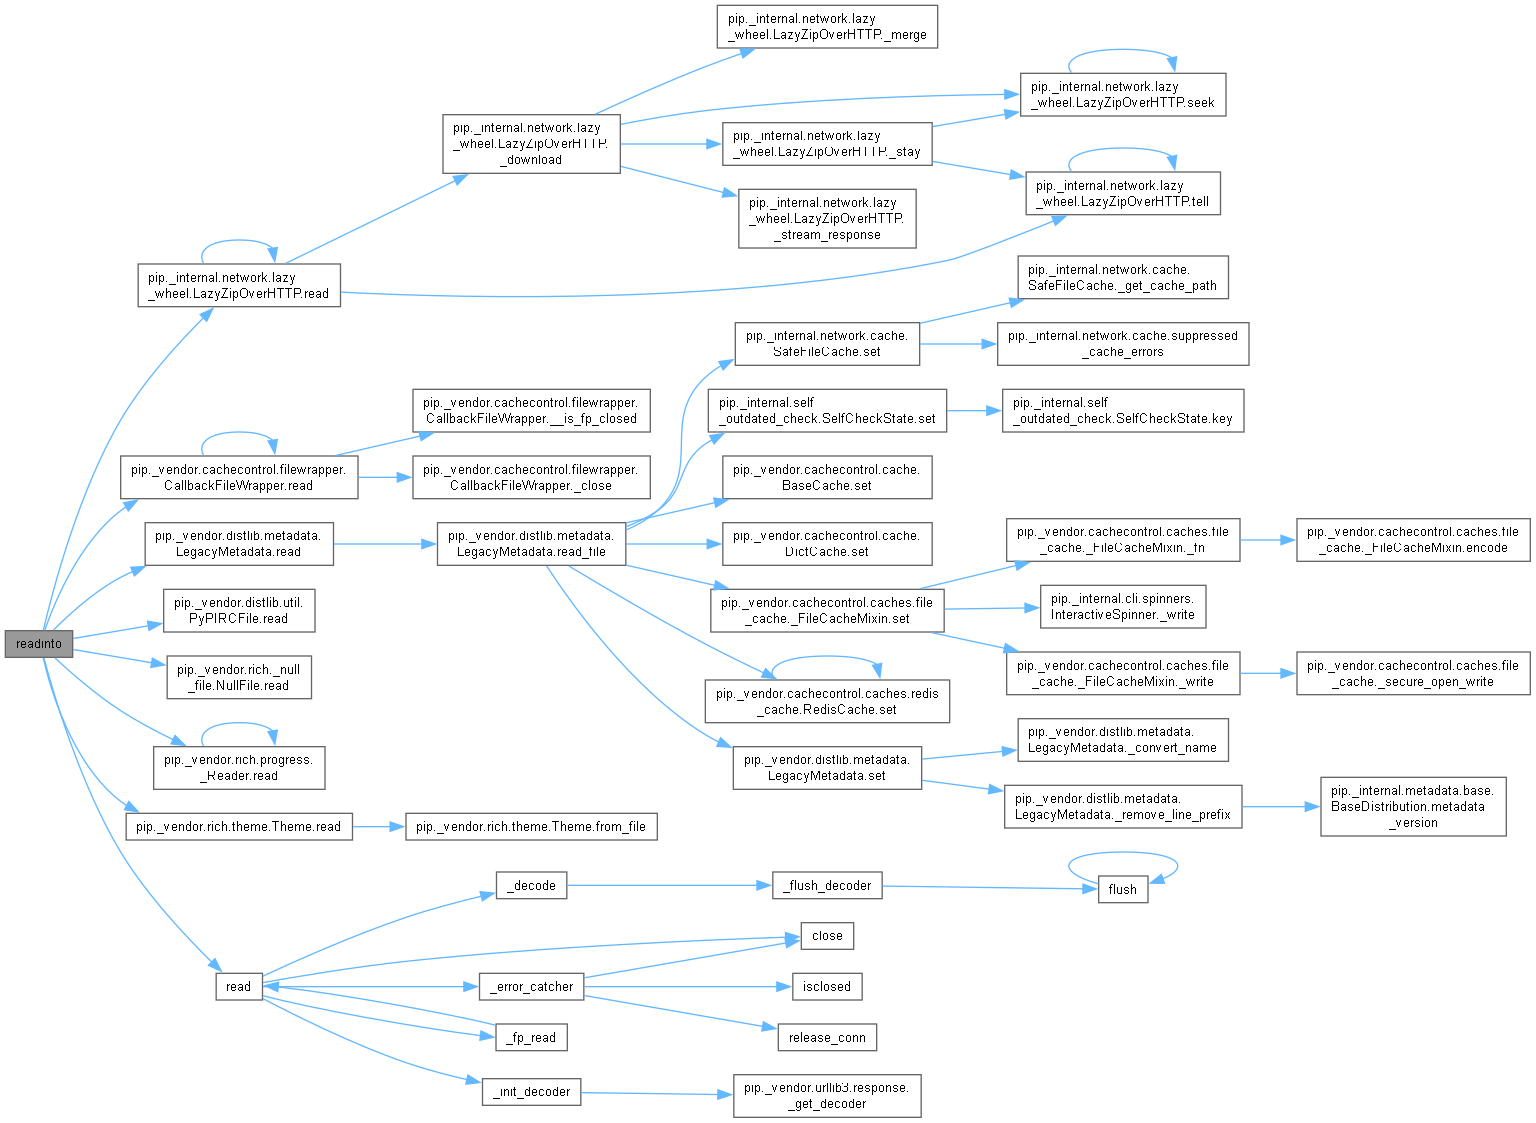 readinto
pip._internal.network.lazy
_wheel.LazyZipOverHTTP.read
pip._internal.network.lazy
_wheel.LazyZipOverHTTP.
_download
pip._internal.network.lazy
_wheel.LazyZipOverHTTP._merge
pip._internal.network.lazy
_wheel.LazyZipOverHTTP.seek
pip._internal.network.lazy
_wheel.LazyZipOverHTTP._stay
pip._internal.network.lazy
_wheel.LazyZipOverHTTP.tell
pip._internal.network.lazy
_wheel.LazyZipOverHTTP.
_stream_response
pip._vendor.cachecontrol.filewrapper.
CallbackFileWrapper.read
pip._vendor.cachecontrol.filewrapper.
CallbackFileWrapper.__is_fp_closed
pip._vendor.cachecontrol.filewrapper.
CallbackFileWrapper._close
pip._vendor.distlib.metadata.
LegacyMetadata.read
pip._vendor.distlib.metadata.
LegacyMetadata.read_file
pip._internal.network.cache.
SafeFileCache.set
pip._internal.network.cache.
SafeFileCache._get_cache_path
pip._internal.network.cache.suppressed
_cache_errors
pip._internal.self
_outdated_check.SelfCheckState.set
pip._internal.self
_outdated_check.SelfCheckState.key
pip._vendor.cachecontrol.cache.
BaseCache.set
pip._vendor.cachecontrol.cache.
DictCache.set
pip._vendor.cachecontrol.caches.file
_cache._FileCacheMixin.set
pip._vendor.cachecontrol.caches.file
_cache._FileCacheMixin._fn
pip._vendor.cachecontrol.caches.file
_cache._FileCacheMixin.encode
pip._internal.cli.spinners.
InteractiveSpinner._write
pip._vendor.cachecontrol.caches.file
_cache._FileCacheMixin._write
pip._vendor.cachecontrol.caches.file
_cache._secure_open_write
pip._vendor.cachecontrol.caches.redis
_cache.RedisCache.set
pip._vendor.distlib.metadata.
LegacyMetadata.set
pip._vendor.distlib.metadata.
LegacyMetadata._convert_name
pip._vendor.distlib.metadata.
LegacyMetadata._remove_line_prefix
pip._internal.metadata.base.
BaseDistribution.metadata
_version
pip._vendor.distlib.util.
PyPIRCFile.read
pip._vendor.rich._null
_file.NullFile.read
pip._vendor.rich.progress.
_Reader.read
pip._vendor.rich.theme.Theme.read
pip._vendor.rich.theme.Theme.from_file
read
_decode
_flush_decoder
flush
close
_error_catcher
isclosed
release_conn
_fp_read
_init_decoder
pip._vendor.urllib3.response.
_get_decoder